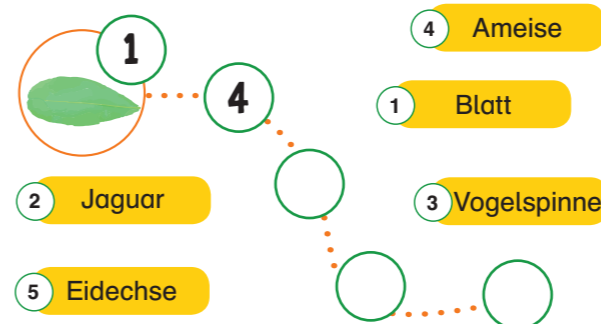 4 Ameise
1
4
1 Blatt
2 Jaguar
3 Vogelspinne
5 Eidechse